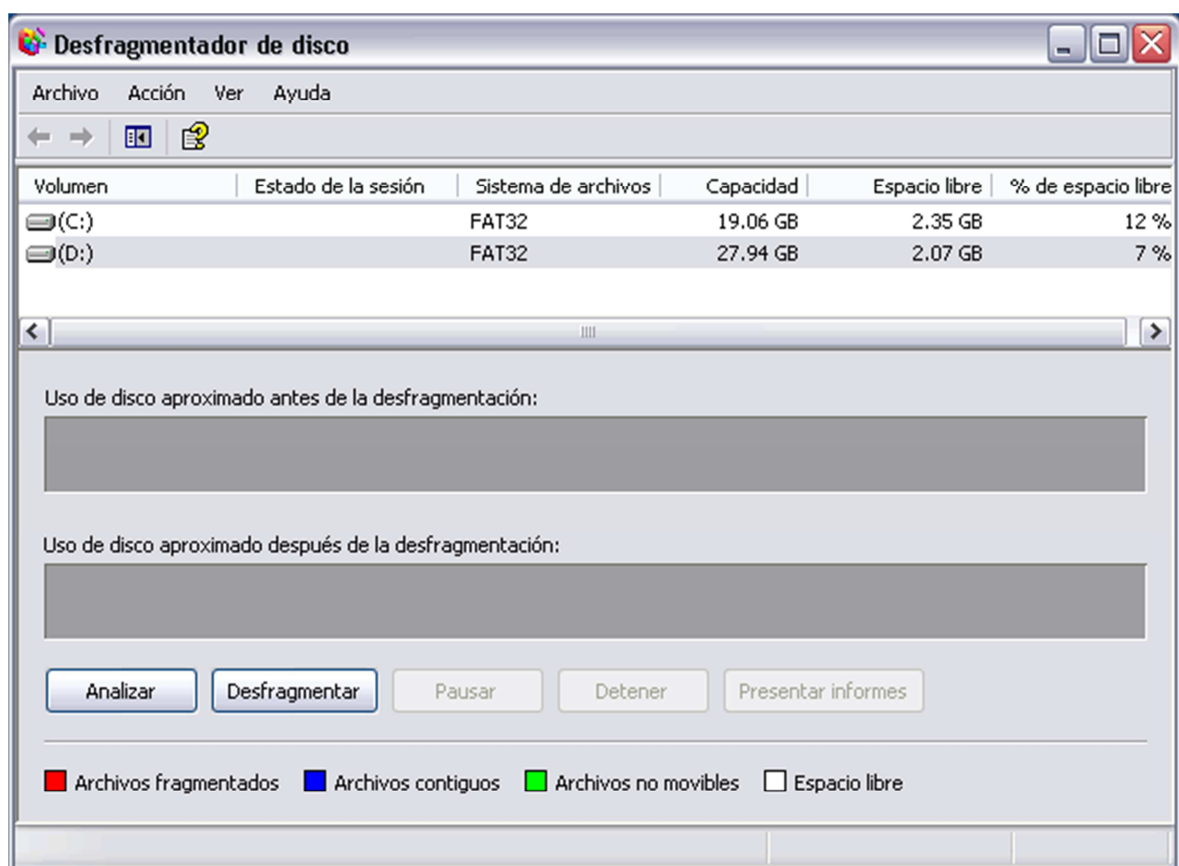 Desfragmentador de disco
Archivo Acción Ver Ayuda
Volumen Estado de la sesión Sistema de archivos Capacidad Espacio libre % de espacio libre
(C:) FAT32 19.06 GB 2.35 GB 12 %
(D:) FAT32 27.94 GB 2.07 GB 7 %
Uso de disco aproximado antes de la desfragmentación:
Uso de disco aproximado después de la desfragmentación:
Analizar Desfragmentar Pausar Detener Presentar informes
Archivos fragmentados Archivos contiguos Archivos no movibles Espacio libre